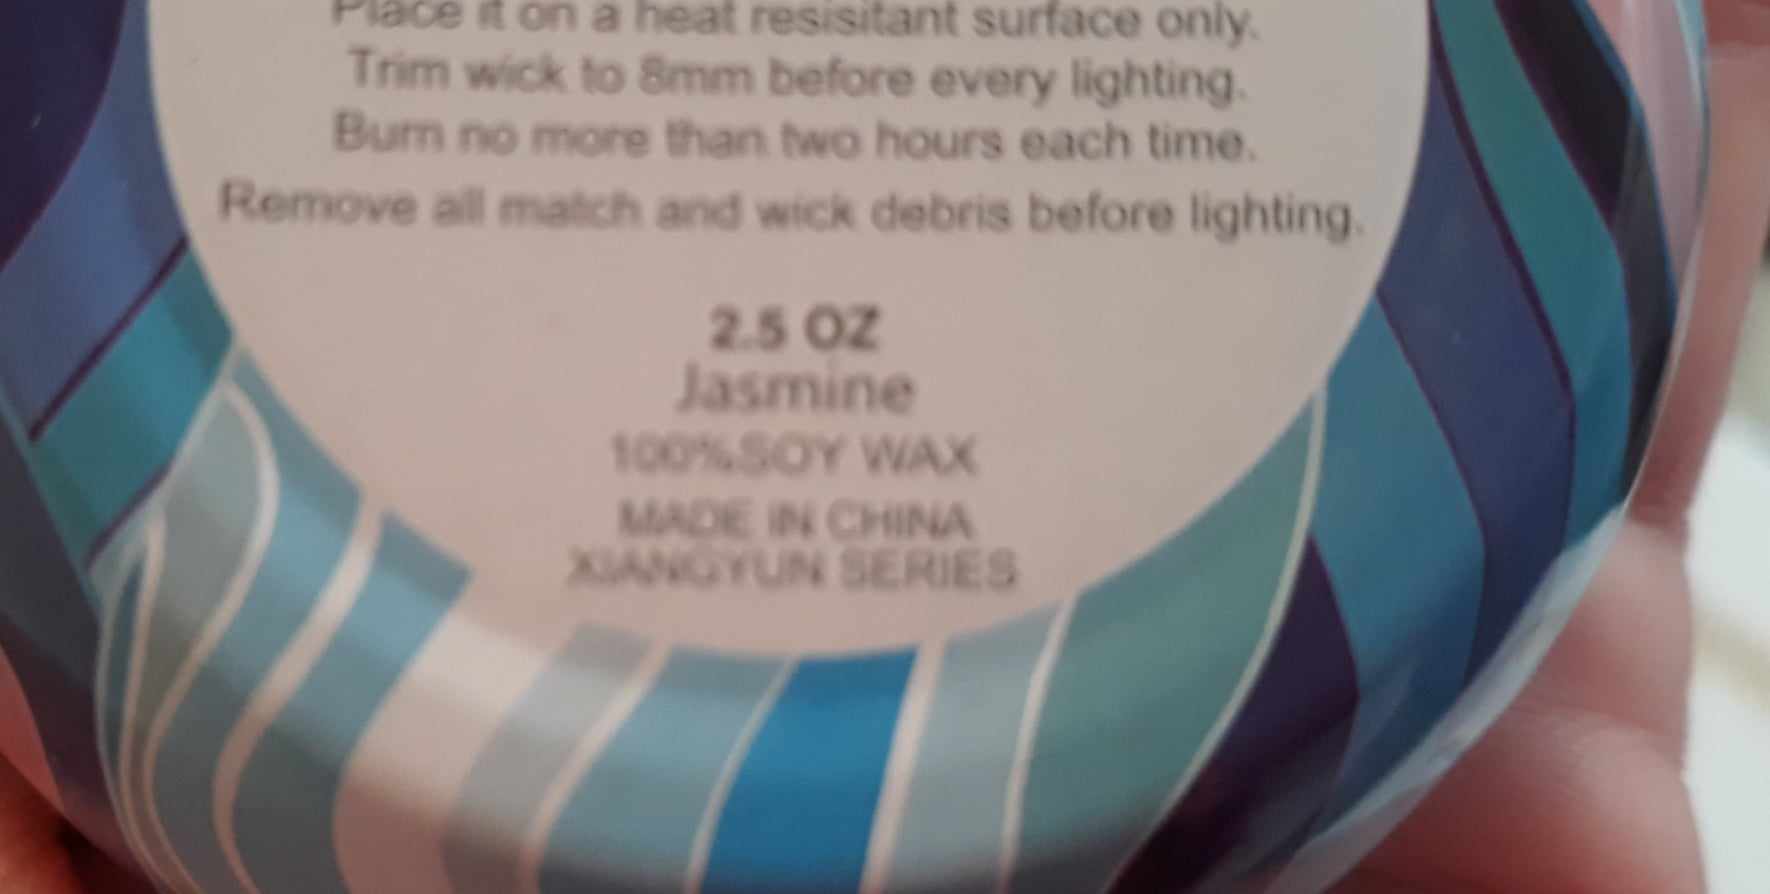 Place it on a heat resisitant surface only.
Trim wick to 8mm before every lighting.
Burn no more than two hours each time.
Remove all match and wick debris before lighting.
2.5 OZ
Jasmine
100%SOY WAX
MADE IN CHINA
XIANGYUN SERIES